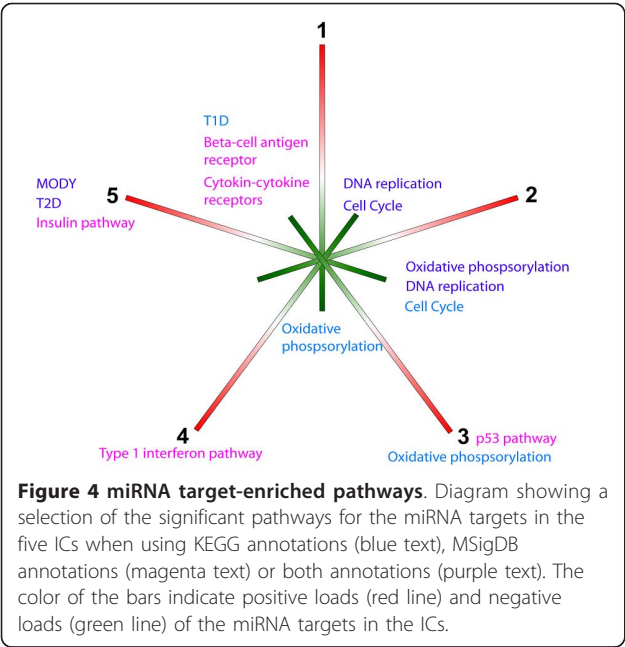 1
T1D
Beta-cell antigen
receptor
Cytokin-cytokine
receptors
DNA replication
Cell Cycle
MODY
T2D
Insulin pathway
5
2
Oxidative phospsorylation
DNA replication
Cell Cycle
Oxidative
phospsorylation
4
Type 1 interferon pathway
3 p53 pathway
Oxidative phospsorylation
Figure 4 miRNA target-enriched pathways. Diagram showing a
selection of the significant pathways for the miRNA targets in the
five ICs when using KEGG annotations (blue text), MSigDB
annotations (magenta text) or both annotations (purple text). The
color of the bars indicate positive loads (red line) and negative
loads (green line) of the miRNA targets in the ICs.